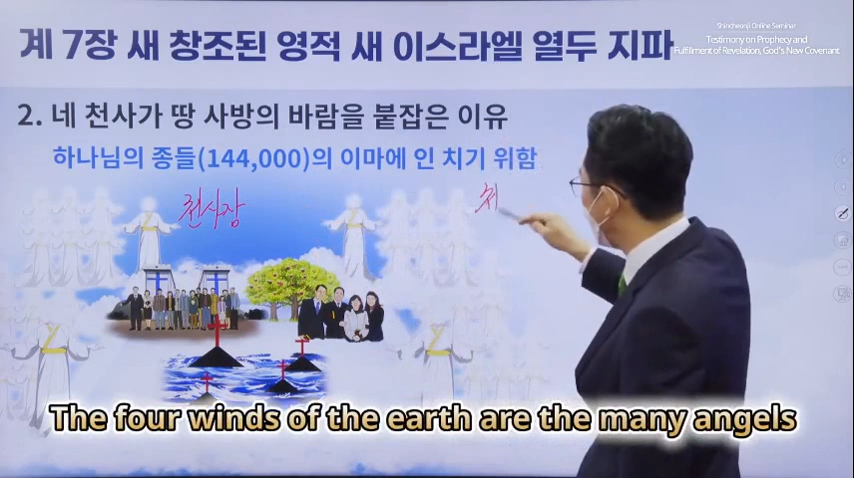 Shincheonji Online Seminar
Testimony on Prophecy and
Fulfillment of Revelation, God's New Covenant
계 7장 새 창조된 영적 새 이스라엘 열두 지파
2. 네 천사가 땅 사방의 바람을 붙잡은 이유
하나님의 종들(144,000)의 이마에 인 치기 위함
천사장
The four winds of the earth are the many angels